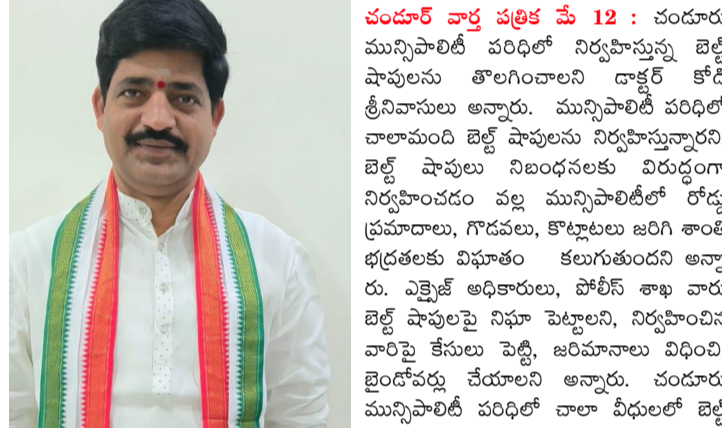 చండూర్ వార్త పత్రిక మే 12 : చండూరు
మున్సిపాలిటీ పరిధిలో నిర్వహిస్తున్న బెల్ట్
షాపులను తొలగించాలని డాక్టర్ కోడి
శ్రీనివాసులు అన్నారు. మున్సిపాలిటీ పరిధిలో
చాలామంది బెల్ట్ షాపులను నిర్వహిస్తున్నారని,
బెల్ట్ షాపులు నిబంధనలకు విరుద్ధంగా
నిర్వహించడం వల్ల మున్సిపాలిటీలో రోడ్డు
ప్రమాదాలు, గొడవలు, కొట్లాటలు జరిగి శాంతి
భద్రతలకు విఘాతం కలుగుతుందని అన్నా
రు. ఎక్సైజ్ అధికారులు, పోలీస్ శాఖ వారు
బెల్ట్ షాపులపై నిఘా పెట్టాలని, నిర్వహించిన
వారిపై కేసులు పెట్టి, జరిమానాలు విధించి,
బైండోవర్లు చేయాలని అన్నారు. చండూరు
మున్సిపాలిటీ పరిధిలో చాలా వీధులలో బెల్ట్